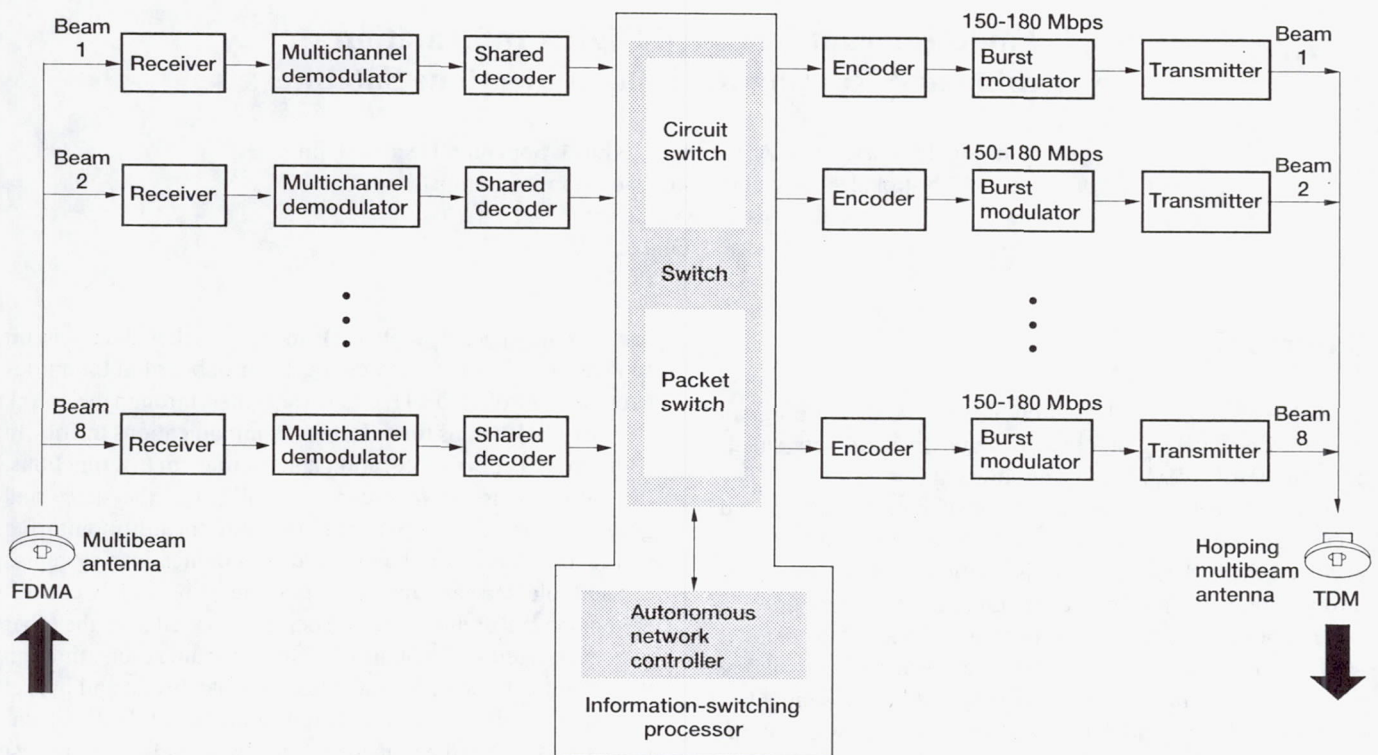 Beam
1
Receiver
Multichannel
demodulator
Shared
decoder
Encoder
150-180 Mbps
Burst
modulator
Transmitter
Beam
1
Beam
2
Receiver
Multichannel
demodulator
Shared
decoder
Encoder
150-180 Mbps
Burst
modulator
Transmitter
Beam
2
Circuit
switch
Switch
Packet
switch
Beam
8
Receiver
Multichannel
demodulator
Shared
decoder
Encoder
150-180 Mbps
Burst
modulator
Transmitter
Beam
8
Multibeam
antenna
FDMA
Autonomous
network
controller
Information-switching
processor
Hopping
multibeam
antenna
TDM